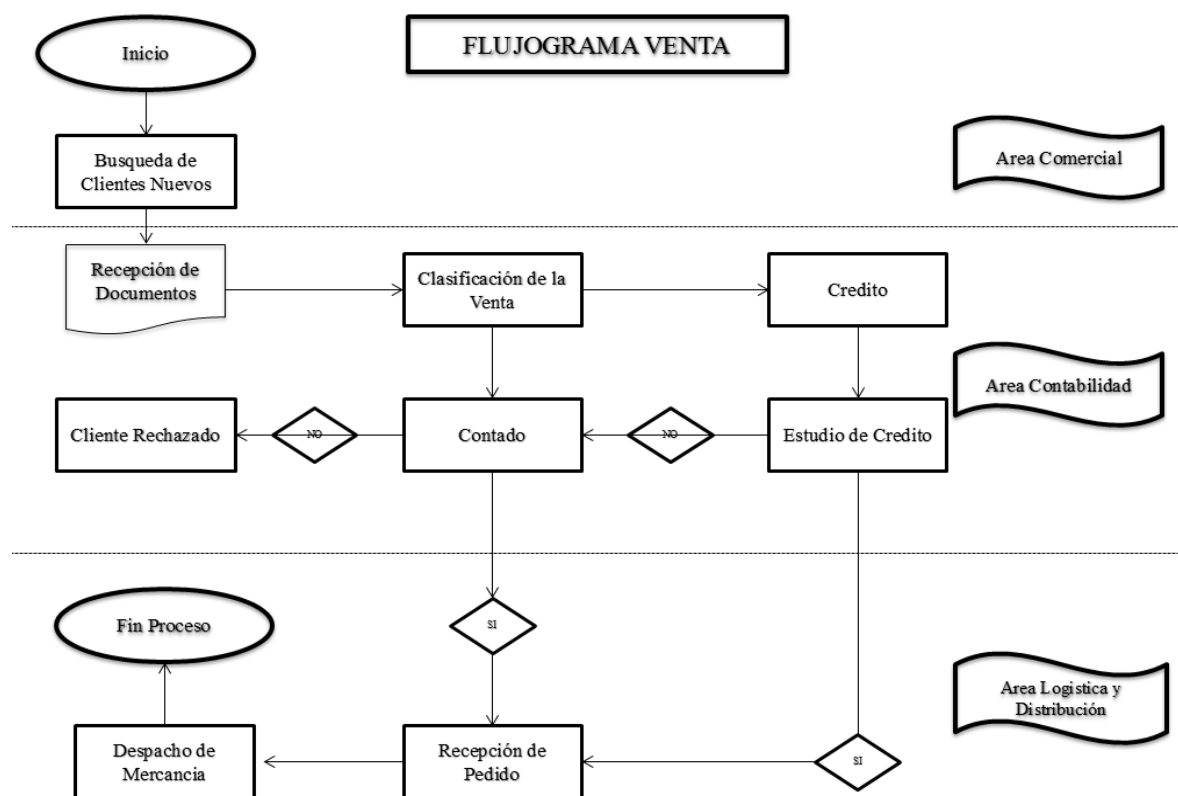 Inicio
FLUJOGRAMA VENTA
Busqueda de
Clientes Nuevos
Area Comercial
Recepción de
Documentos
Clasificación de la
Venta
Credito
Area Contabilidad
Cliente Rechazado
NO
Contado
NO
Estudio de Credito
Fin Proceso
SI
Area Logistica y
Distribución
Despacho de
Mercancia
Recepción de
Pedido
SI